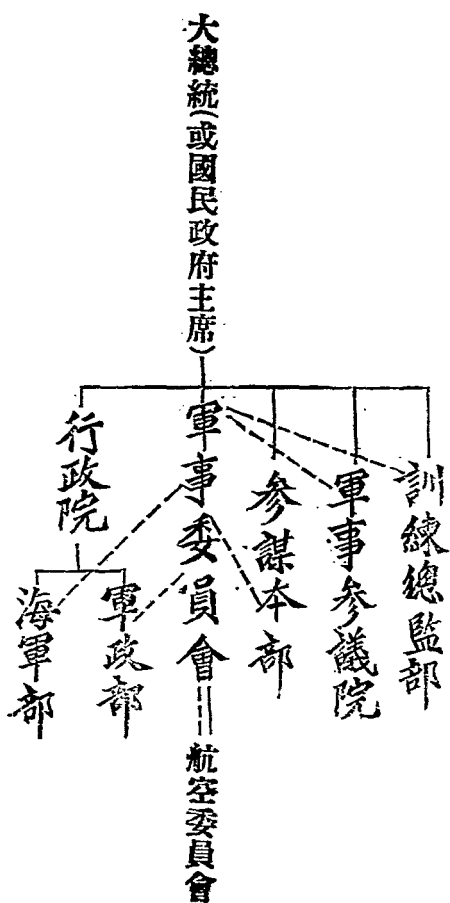 大總統(或國民政府主席)
訓練總監部
軍事參議院
參謀本部
軍事委員會
行政院
軍政部
海軍部
航空委員會